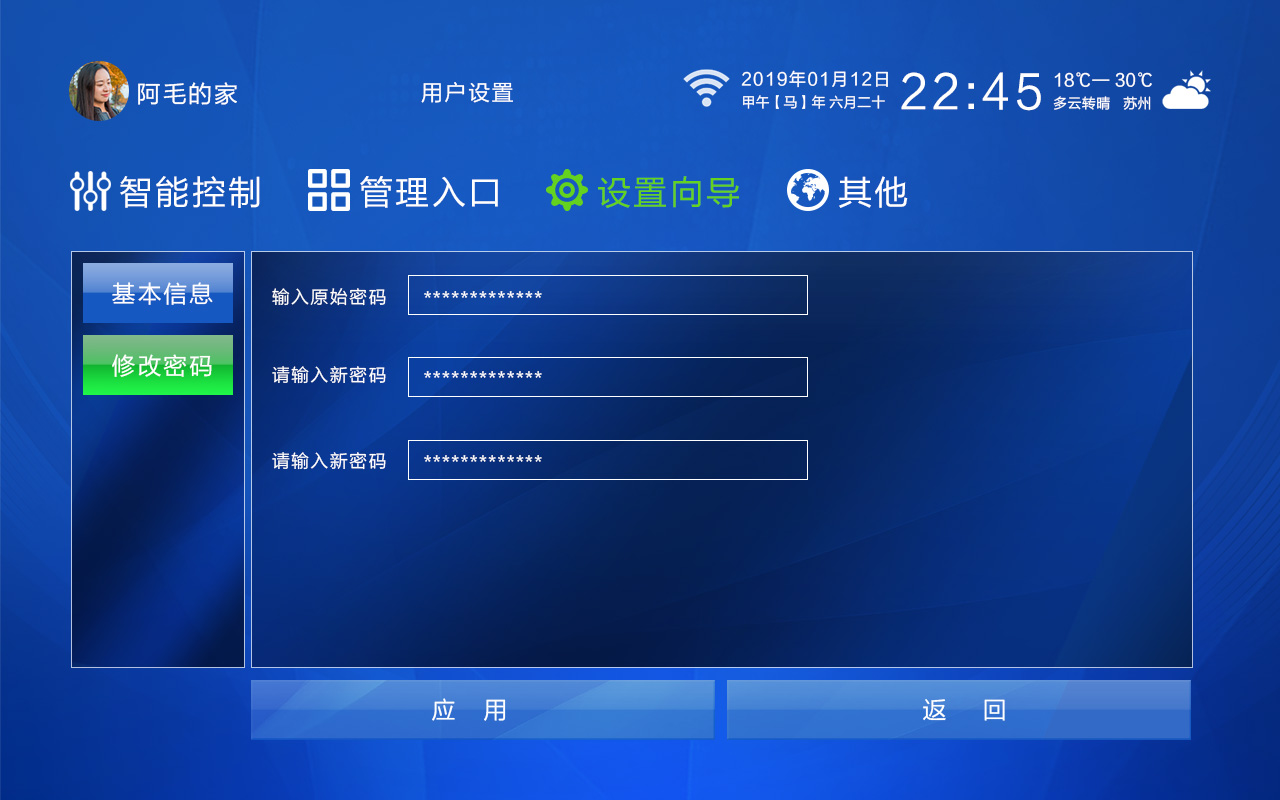 阿毛的家
用户设置
2019年01月12日
甲午【马】年 六月二十
22:45
18℃— 30℃
多云转晴 苏州
智能控制
管理入口
设置向导
其他
基本信息
修改密码
输入原始密码 *************
请输入新密码 *************
请输入新密码 *************
应 用
返 回